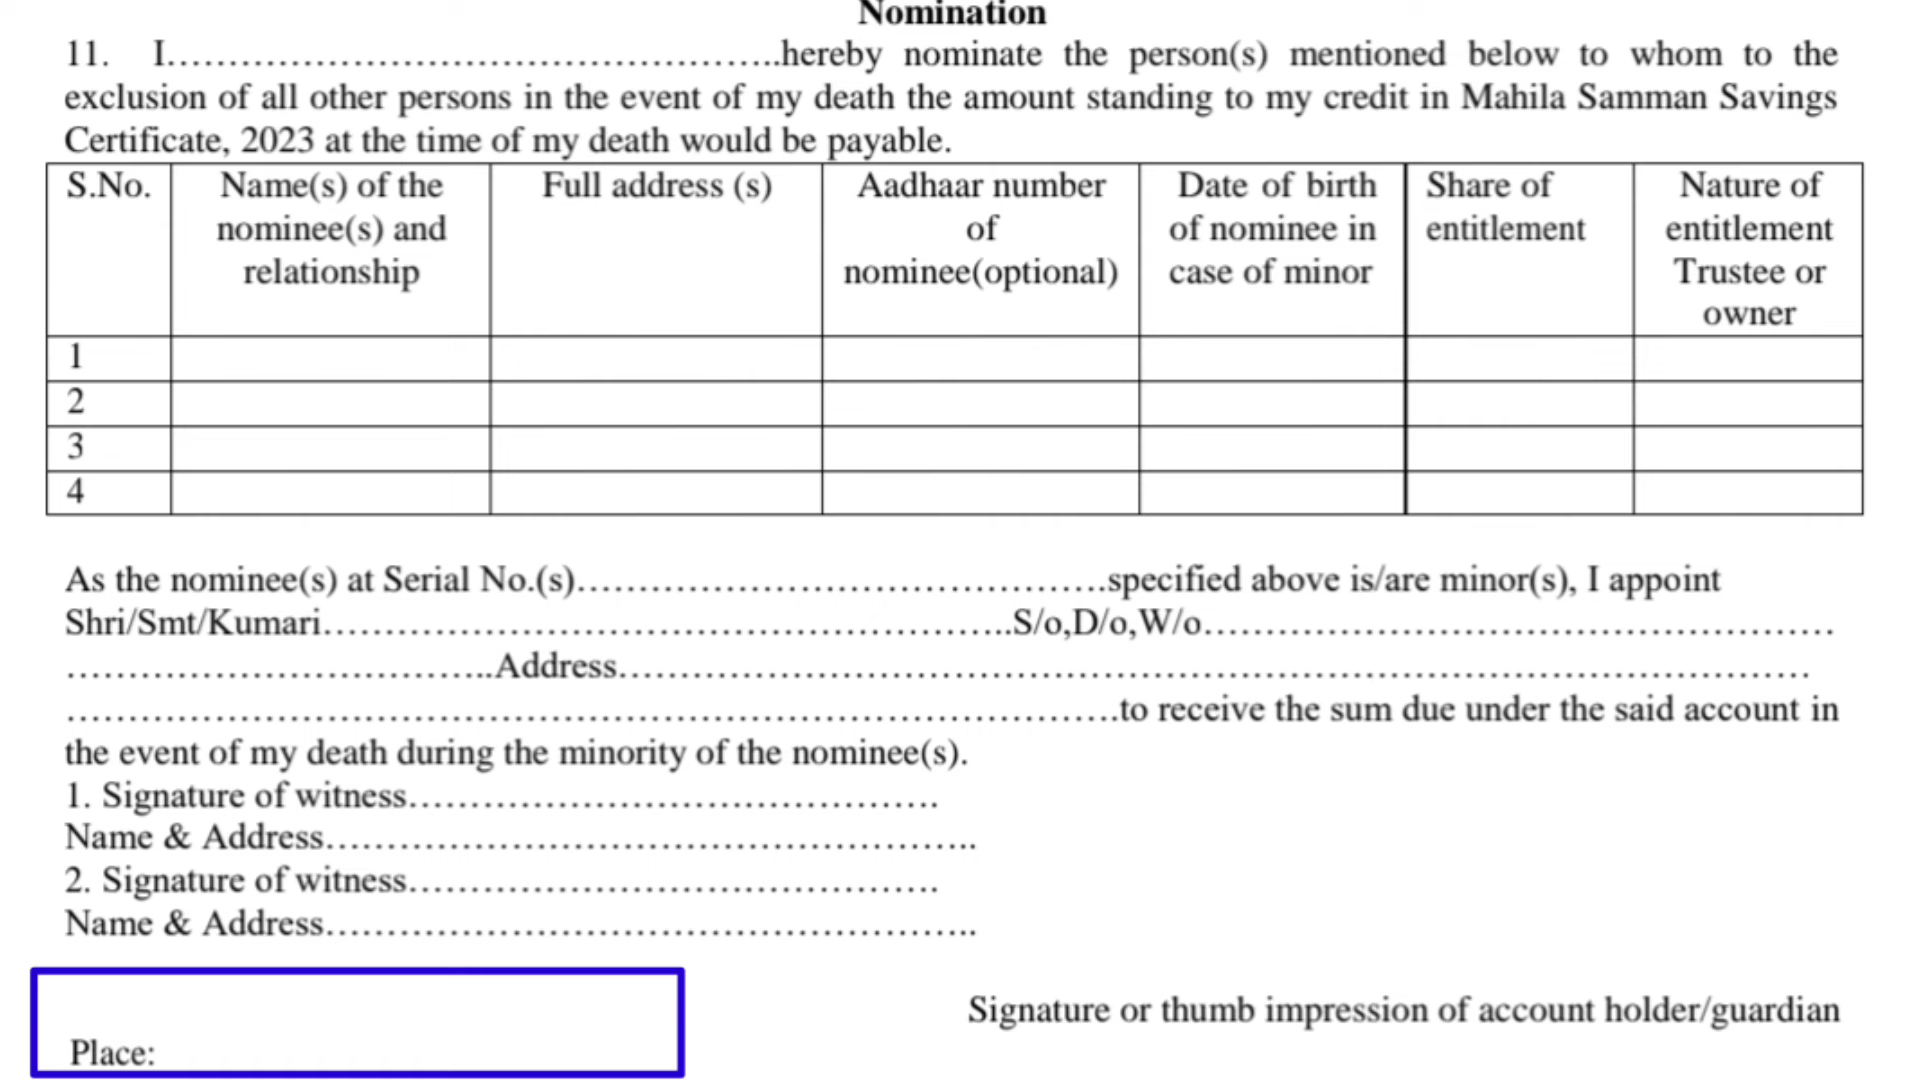 Nomination
11. I……………………………………………..hereby nominate the person(s) mentioned below to whom to the
exclusion of all other persons in the event of my death the amount standing to my credit in Mahila Samman Savings
Certificate, 2023 at the time of my death would be payable.
S.No. Name(s) of the nominee(s) and relationship Full address (s) Aadhaar number of nominee(optional) Date of birth of nominee in case of minor Share of entitlement Nature of entitlement Trustee or owner
1
2
3
4
As the nominee(s) at Serial No.(s)……………………………………..specified above is/are minor(s), I appoint
Shri/Smt/Kumari…………………………………………………..S/o,D/o,W/o………………………………………………
……………………………..Address…………………………………………………………………………………………
……………………………………………………………………………..to receive the sum due under the said account in
the event of my death during the minority of the nominee(s).
1. Signature of witness……………………………………….
Name & Address………………………………………………..
2. Signature of witness……………………………………….
Name & Address………………………………………………..
Signature or thumb impression of account holder/guardian
Place: